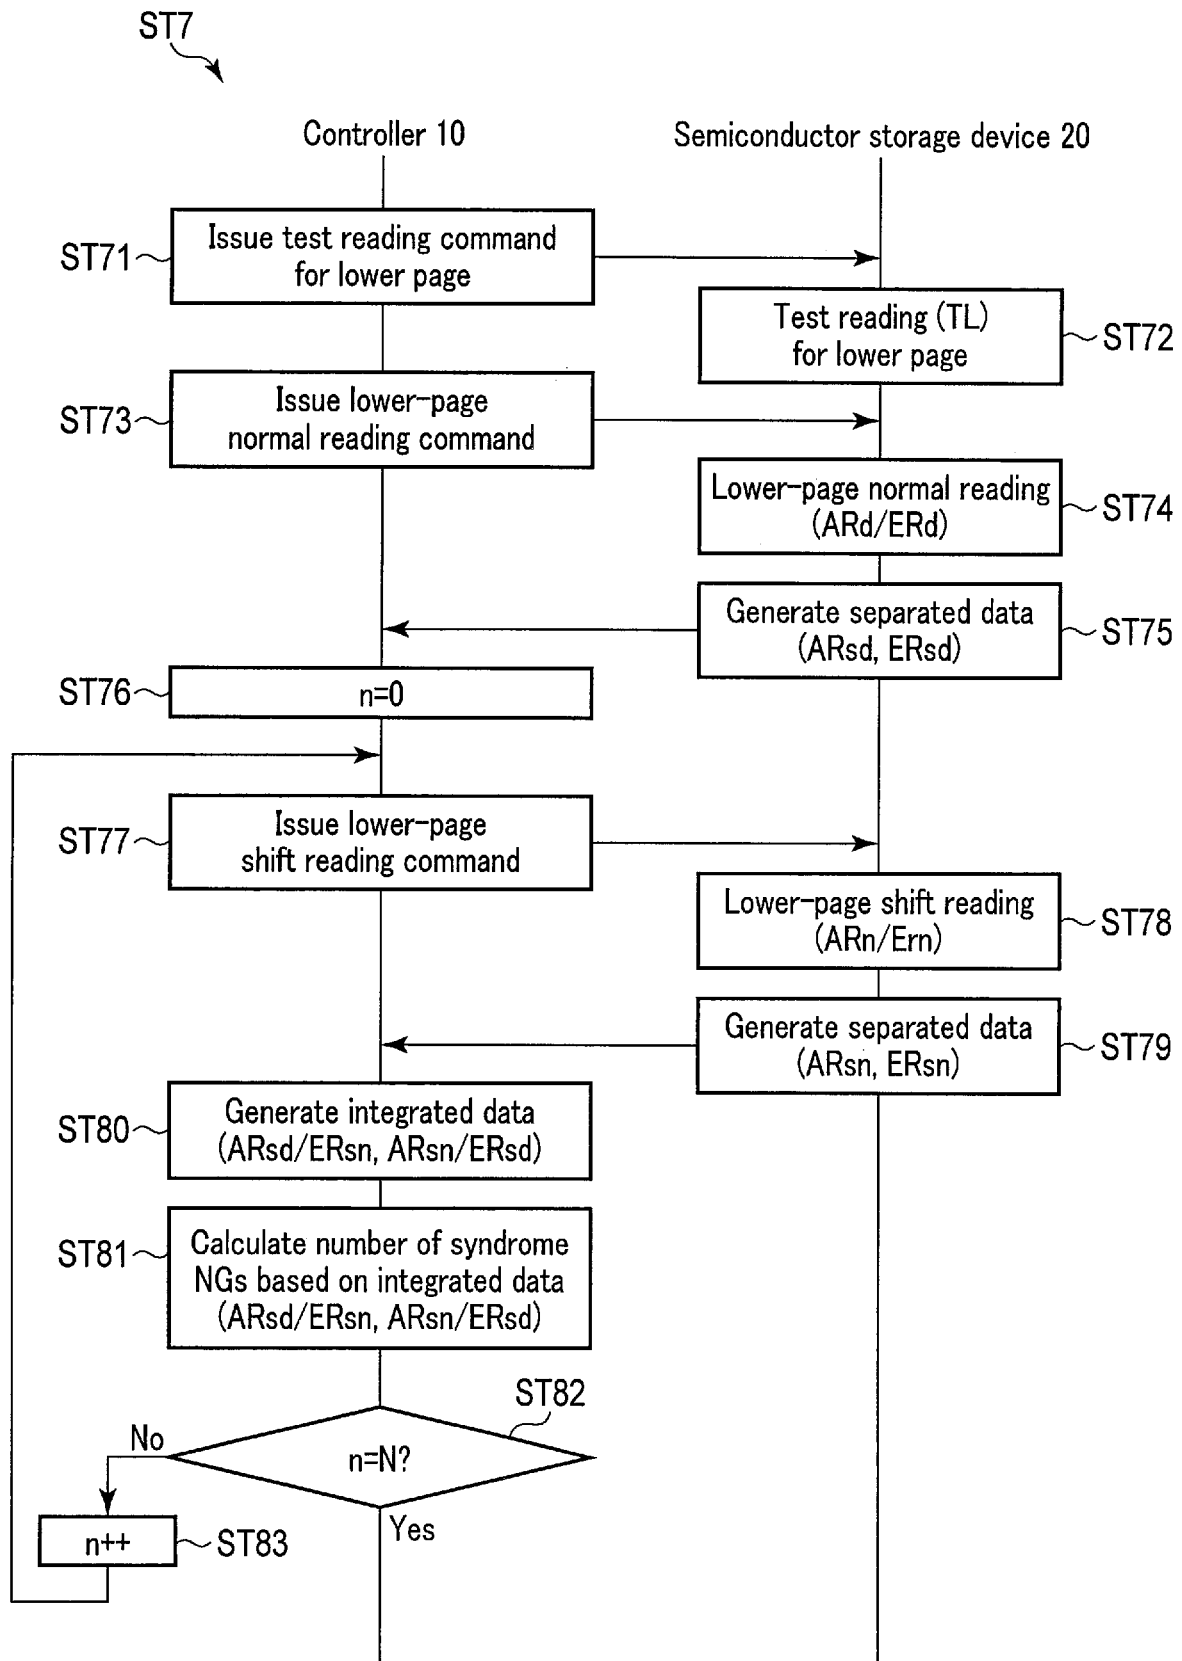 ST7
Controller 10
Semiconductor storage device 20
ST71
Issue test reading command
for lower page
Test reading (TL)
for lower page
ST72
ST73
Issue lower-page
normal reading command
Lower-page normal reading
(ARd/ERd)
ST74
Generate separated data
(ARsd, ERsd)
ST75
ST76
n=0
ST77
Issue lower-page
shift reading command
Lower-page shift reading
(ARn/Ern)
ST78
Generate separated data
(ARsn, ERsn)
ST79
ST80
Generate integrated data
(ARsd/ERsn, ARsn/ERsd)
ST81
Calculate number of syndrome
NGs based on integrated data
(ARsd/ERsn, ARsn/ERsd)
ST82
No
n=N?
Yes
n++
ST83